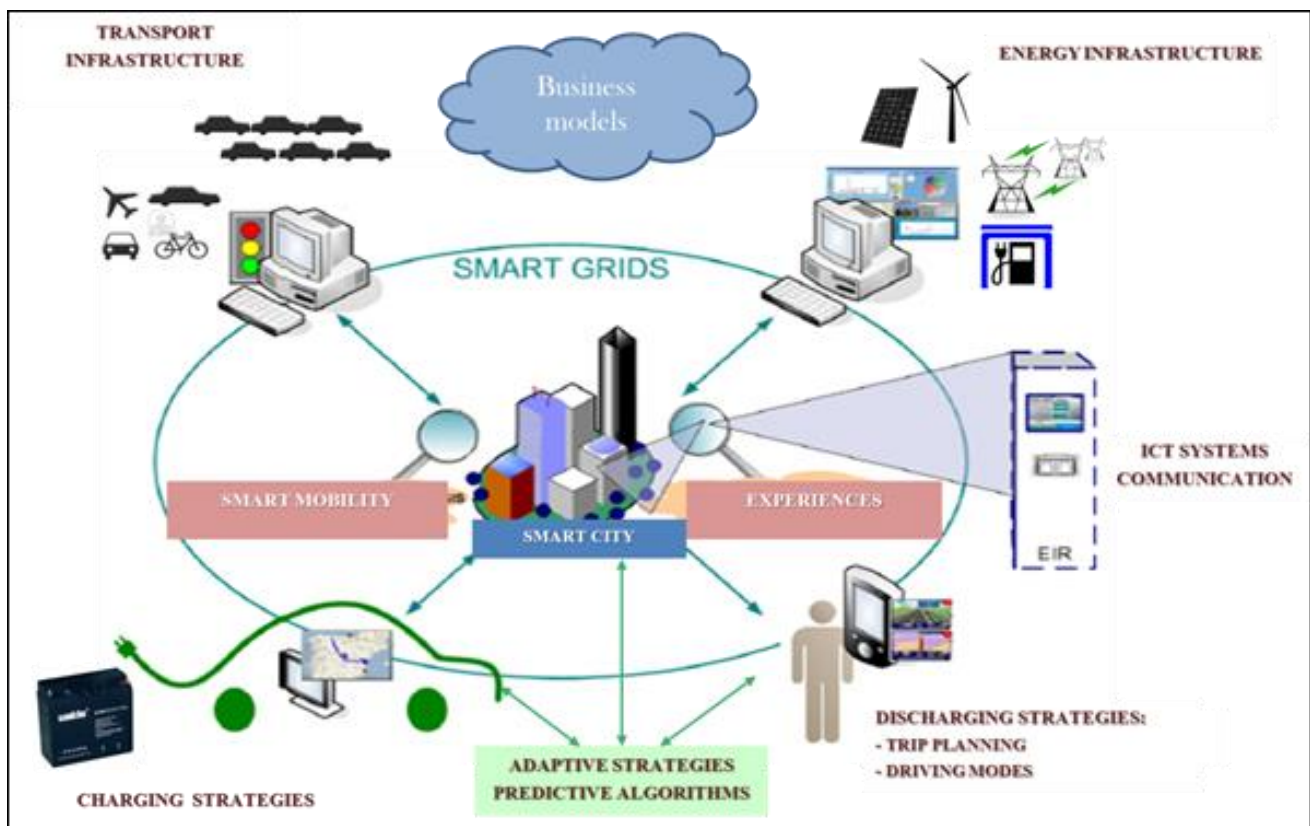 TRANSPORT
INFRASTRUCTURE
Business
models
ENERGY INFRASTRUCTURE
SMART GRIDS
SMART MOBILITY
EXPERIENCES
SMART CITY
ICT SYSTEMS
COMMUNICATION
EIR
DISCHARGING STRATEGIES:
- TRIP PLANNING
- DRIVING MODES
ADAPTIVE STRATEGIES
PREDICTIVE ALGORITHMS
CHARGING STRATEGIES